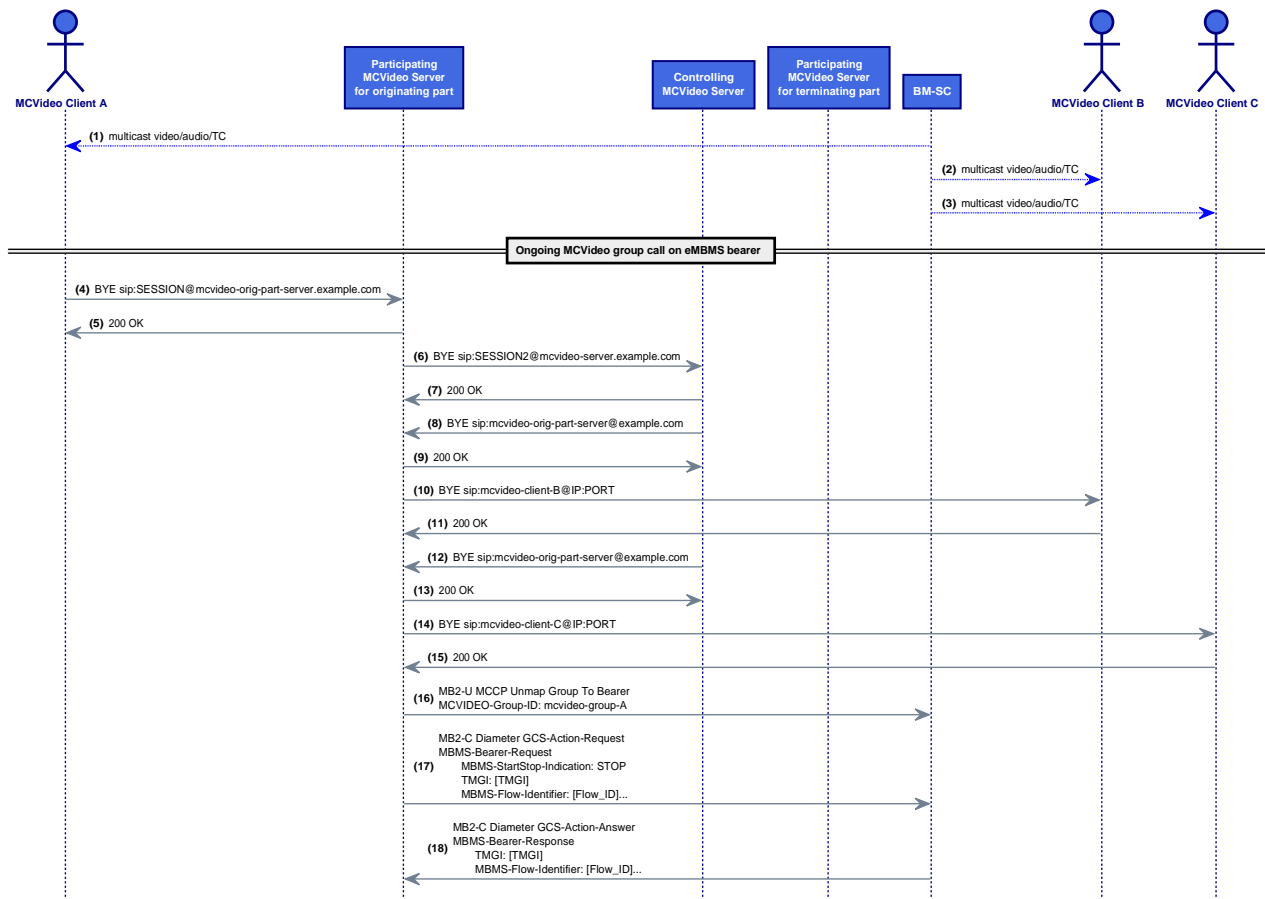 MCVideo Client A
Participating
MCVideo Server
for originating part
Controlling
MCVideo Server
Participating
MCVideo Server
for terminating part
BM-SC
MCVideo Client B
MCVideo Client C
(1) multicast video/audio/TC
(2) multicast video/audio/TC
(3) multicast video/audio/TC
Ongoing MCVideo group call on eMBMS bearer
(4) BYE sip:SESSION@mcvideo-orig-part-server.example.com
(5) 200 OK
(6) BYE sip:SESSION2@mcvideo-server.example.com
(7) 200 OK
(8) BYE sip:mcvideo-orig-part-server@example.com
(9) 200 OK
(10) BYE sip:mcvideo-client-B@IP:PORT
(11) 200 OK
(12) BYE sip:mcvideo-orig-part-server@example.com
(13) 200 OK
(14) BYE sip:mcvideo-client-C@IP:PORT
(15) 200 OK
(16) MB2-U MCCP Unmap Group To Bearer
MCVIDEO-Group-ID: mcvideo-group-A
MB2-C Diameter GCS-Action-Request
MBMS-Bearer-Request
(17) MBMS-StartStop-Indication: STOP
TMGI: [TMGI]
MBMS-Flow-Identifier: [Flow_ID]...
MB2-C Diameter GCS-Action-Answer
(18) MBMS-Bearer-Response
TMGI: [TMGI]
MBMS-Flow-Identifier: [Flow_ID]...